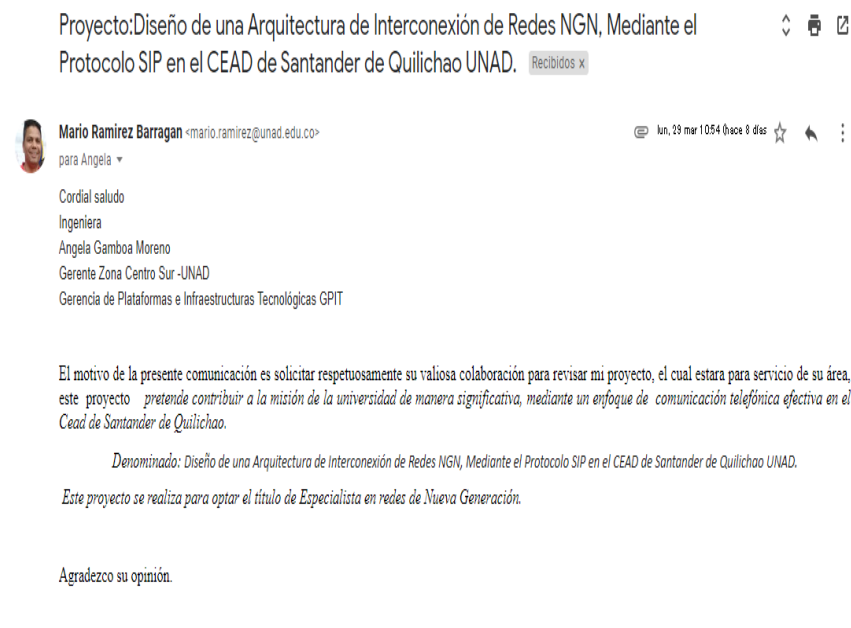 Proyecto:Diseño de una Arquitectura de Interconexión de Redes NGN, Mediante el
Protocolo SIP en el CEAD de Santander de Quilichao UNAD. Recibidos x
Mario Ramirez Barragan <mario.ramirez@unad.edu.co> lun, 29 mar 10:54 (hace 8 días
para Angela
Cordial saludo
Ingeniera
Angela Gamboa Moreno
Gerente Zona Centro Sur -UNAD
Gerencia de Plataformas e Infraestructuras Tecnológicas GPIT
El motivo de la presente comunicación es solicitar respetuosamente su valiosa colaboración para revisar mi proyecto, el cual estara para servicio de su área,
este proyecto pretende contribuir a la misión de la universidad de manera significativa, mediante un enfoque de comunicación telefónica efectiva en el
Cead de Santander de Quilichao.
Denominado: Diseño de una Arquitectura de Interconexión de Redes NGN, Mediante el Protocolo SIP en el CEAD de Santander de Quilichao UNAD.
Este proyecto se realiza para optar el título de Especialista en redes de Nueva Generación.
Agradezco su opinión.